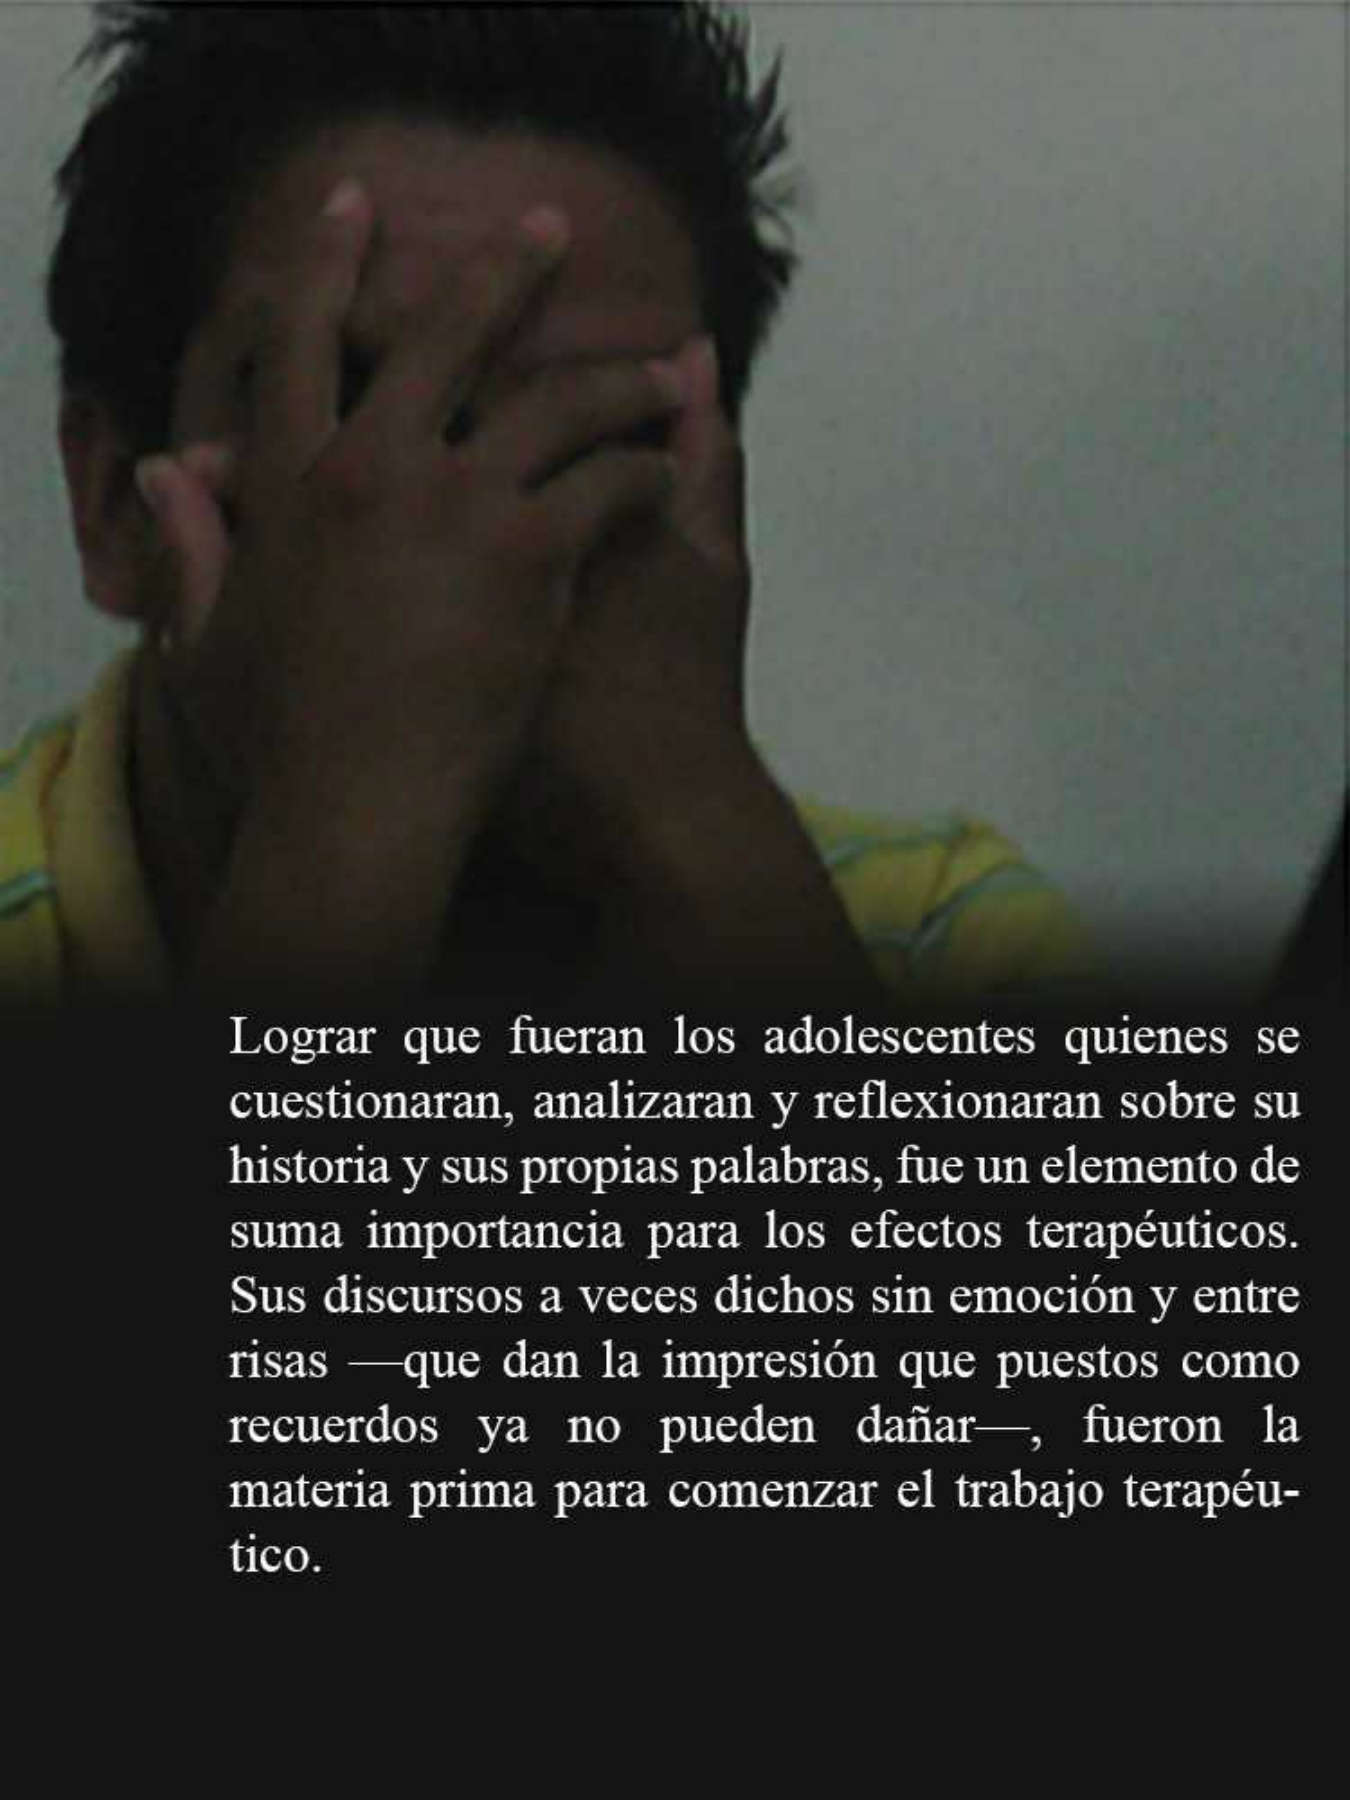 Lograr que fueran los adolescentes quienes se
cuestionaran, analizaran y reflexionaran sobre su
historia y sus propias palabras, fue un elemento de
suma importancia para los efectos terapéuticos.
Sus discursos a veces dichos sin emoción y entre
risas —que dan la impresión que puestos como
recuerdos ya no pueden dañar—, fueron la
materia prima para comenzar el trabajo terapéu-
tico.